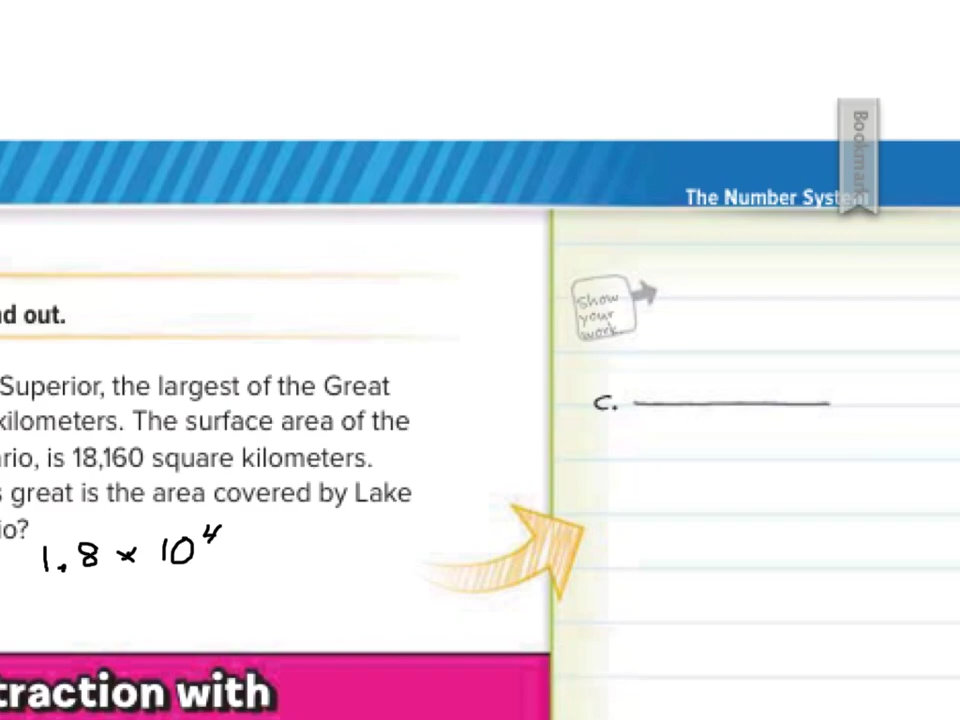 Bookmark
The Number System
nd out.
Show
your
work.
Superior, the largest of the Great
kilometers. The surface area of the
ario, is 18,160 square kilometers.
s great is the area covered by Lake
io?
1.8 × 10⁴
c.
traction with